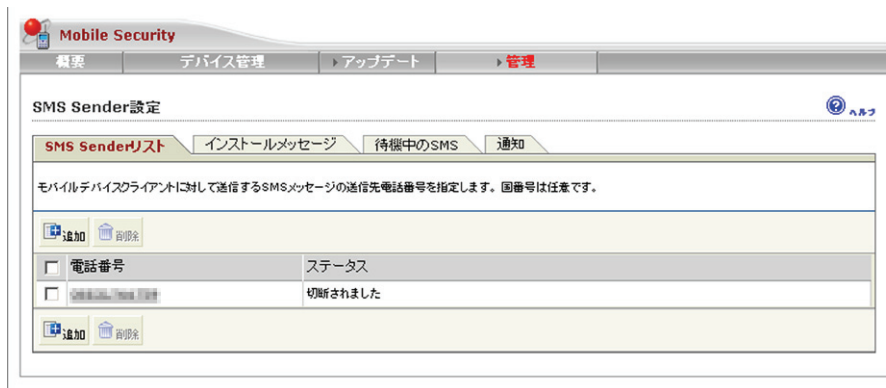 Mobile Security
概要 デバイス管理 アップデート 管理
SMS Sender設定 ヘルプ
SMS Senderリスト インストールメッセージ 待機中のSMS 通知
モバイルデバイスクライアントに対して送信するSMSメッセージの送信先電話番号を指定します。国番号は任意です。
追加 削除
電話番号 ステータス
切断されました
追加 削除